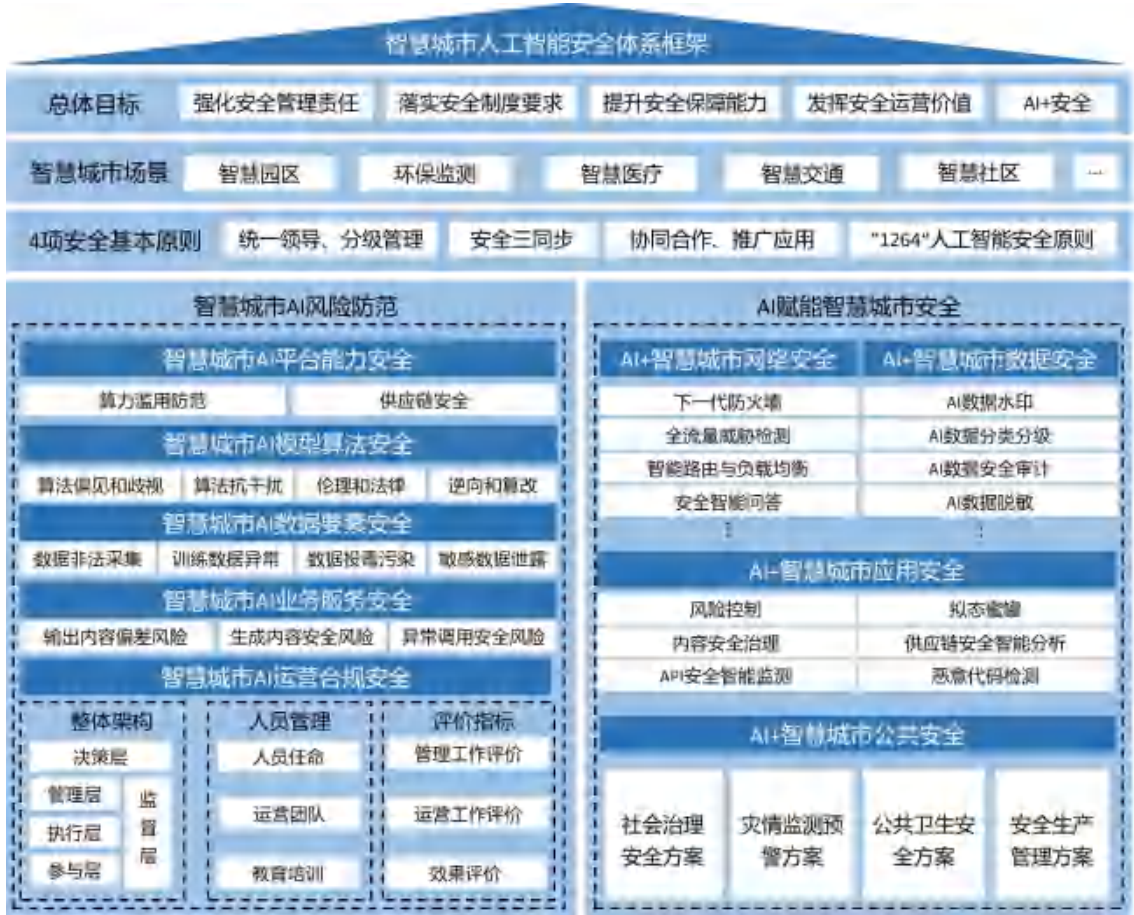 智慧城市人工智能安全体系框架
总体目标 强化安全管理责任 落实安全制度要求 提升安全保障能力 发挥安全运营价值 AI+安全
智慧城市场景 智慧园区 环保监测 智慧医疗 智慧交通 智慧社区 ...
4项安全基本原则 统一领导、分级管理 安全三同步 协同合作、推广应用 "1264"人工智能安全原则
智慧城市AI风险防范
智慧城市AI平台能力安全
算力滥用防范 供应链安全
智慧城市AI模型算法安全
算法偏见和歧视 算法抗干扰 伦理和法律 逆向和篡改
智慧城市AI数据要素安全
数据非法采集 训练数据异常 数据投毒污染 敏感数据泄露
智慧城市AI业务服务安全
输出内容偏差风险 生成内容安全风险 异常调用安全风险
智慧城市AI运营合规安全
整体架构
决策层
管理层
执行层
参与层
监督层
人员管理
人员任命
运营团队
教育培训
评价指标
管理工作评价
运营工作评价
效果评价
AI赋能智慧城市安全
AI+智慧城市网络安全
下一代防火墙
全流量威胁检测
智能路由与负载均衡
安全智能问答
⋮
AI+智慧城市数据安全
AI数据水印
AI数据分类分级
AI数据安全审计
AI数据脱敏
⋮
AI+智慧城市应用安全
风险控制 拟态蜜罐
内容安全治理 供应链安全智能分析
API安全智能监测 恶意代码检测
AI+智慧城市公共安全
社会治理
安全方案
灾情监测预
警方案
公共卫生安
全方案
安全生产
管理方案